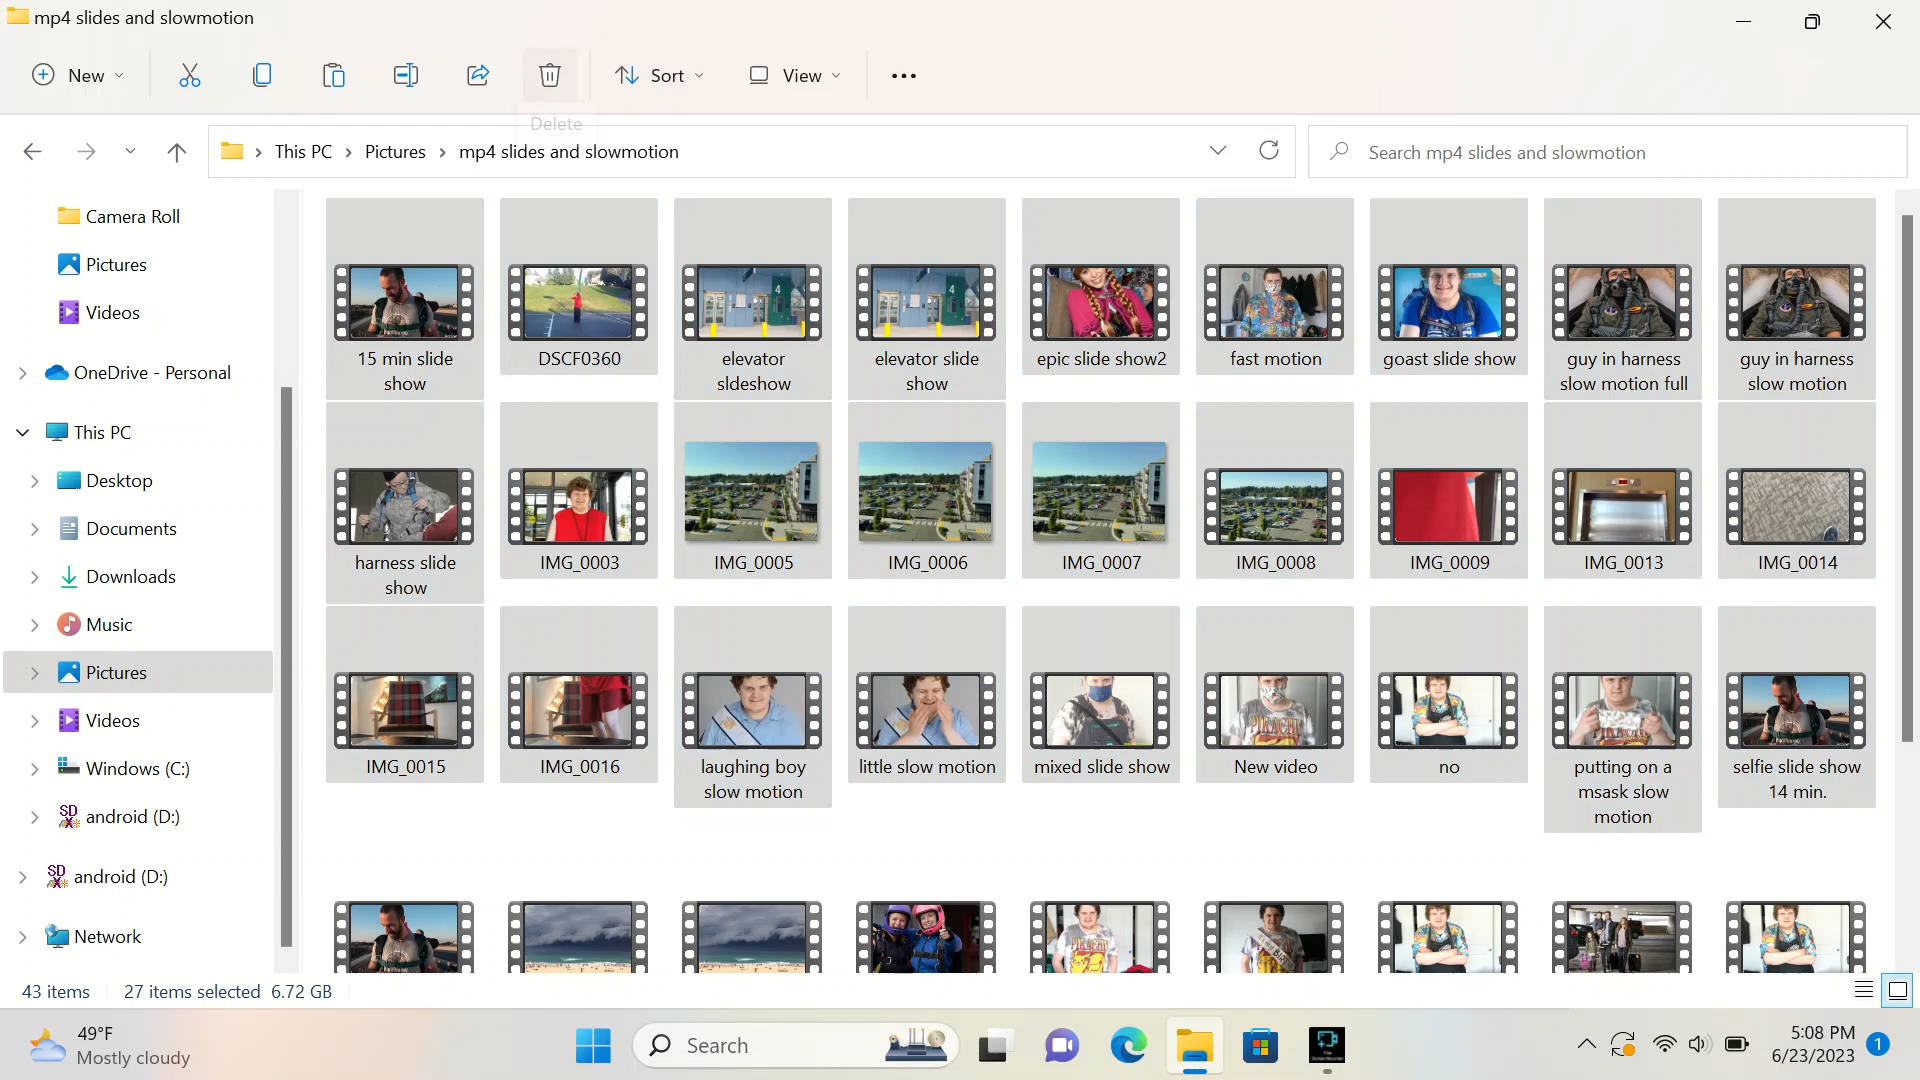 mp4 slides and slowmotion
New
Sort
View
Delete
This PC
Pictures
mp4 slides and slowmotion
Search mp4 slides and slowmotion
Camera Roll
Pictures
Videos
OneDrive - Personal
This PC
Desktop
Documents
Downloads
Music
Pictures
Videos
Windows (C:)
android (D:)
android (D:)
Network
15 min slide
show
DSCF0360
elevator
sldeshow
elevator slide
show
epic slide show2
fast motion
goast slide show
guy in harness
slow motion full
guy in harness
slow motion
harness slide
show
IMG_0003
IMG_0005
IMG_0006
IMG_0007
IMG_0008
IMG_0009
IMG_0013
IMG_0014
IMG_0015
IMG_0016
laughing boy
slow motion
little slow motion
mixed slide show
New video
no
putting on a
msask slow
motion
selfie slide show
14 min.
43 items
27 items selected 6.72 GB
49°F
Mostly cloudy
Search
5:08 PM
6/23/2023
1